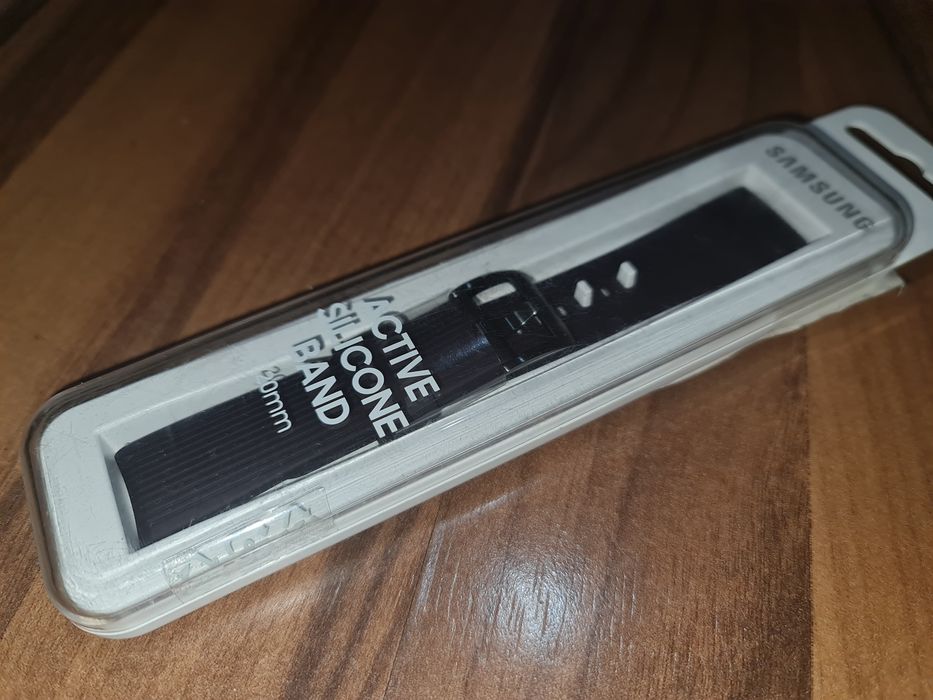 SAMSUNG
ACTIVE
SILICONE
BAND
20mm